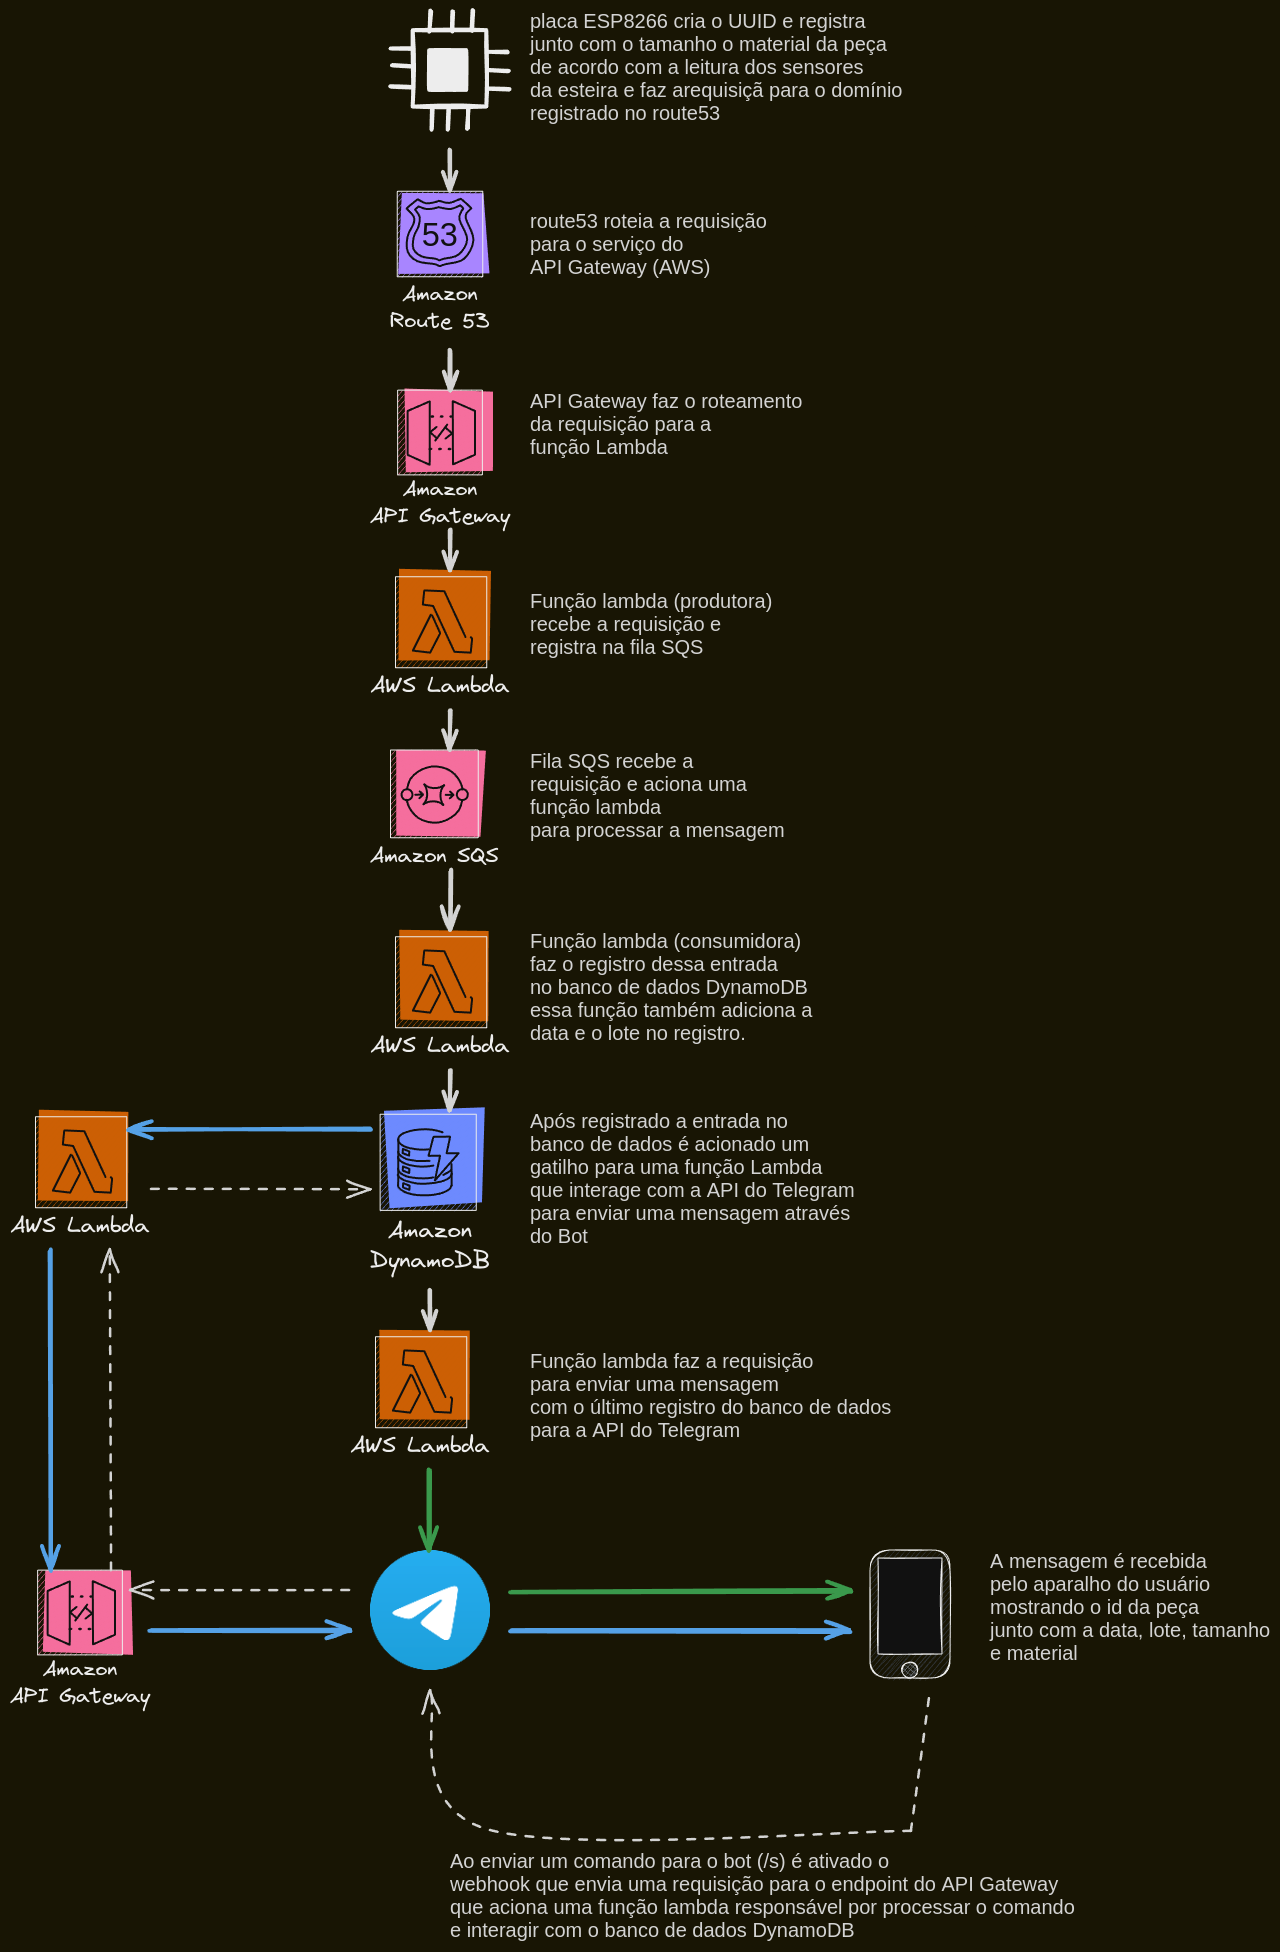 placa ESP8266 cria o UUID e registra
junto com o tamanho o material da peça
de acordo com a leitura dos sensores
da esteira e faz arequisiçã para o domínio
registrado no route53
53
Amazon
Route 53
route53 roteia a requisição
para o serviço do
API Gateway (AWS)
Amazon
API Gateway
API Gateway faz o roteamento
da requisição para a
função Lambda
AWS Lambda
Função lambda (produtora)
recebe a requisição e
registra na fila SQS
Amazon SQS
Fila SQS recebe a
requisição e aciona uma
função lambda
para processar a mensagem
AWS Lambda
Função lambda (consumidora)
faz o registro dessa entrada
no banco de dados DynamoDB
essa função também adiciona a
data e o lote no registro.
AWS Lambda
Amazon
DynamoDB
Após registrado a entrada no
banco de dados é acionado um
gatilho para uma função Lambda
que interage com a API do Telegram
para enviar uma mensagem através
do Bot
AWS Lambda
Função lambda faz a requisição
para enviar uma mensagem
com o último registro do banco de dados
para a API do Telegram
Amazon
API Gateway
A mensagem é recebida
pelo aparalho do usuário
mostrando o id da peça
junto com a data, lote, tamanho
e material
Ao enviar um comando para o bot (/s) é ativado o
webhook que envia uma requisição para o endpoint do API Gateway
que aciona uma função lambda responsável por processar o comando
e interagir com o banco de dados DynamoDB